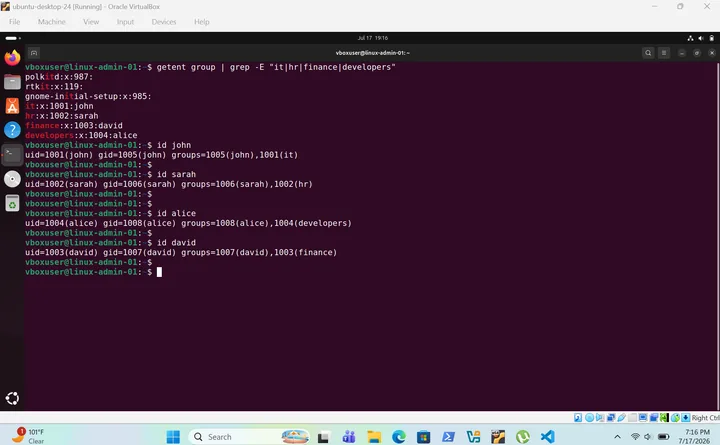 ubuntu-desktop-24 [Running] - Oracle VirtualBox
File Machine View Input Devices Help
Jul 17 19:16
vboxuser@linux-admin-01: ~
vboxuser@linux-admin-01:~$ getent group | grep -E "it|hr|finance|developers"
polkitd:x:987:
rtkit:x:119:
gnome-initial-setup:x:985:
it:x:1001:john
hr:x:1002:sarah
finance:x:1003:david
developers:x:1004:alice
vboxuser@linux-admin-01:~$ id john
uid=1001(john) gid=1005(john) groups=1005(john),1001(it)
vboxuser@linux-admin-01:~$
vboxuser@linux-admin-01:~$ id sarah
uid=1002(sarah) gid=1006(sarah) groups=1006(sarah),1002(hr)
vboxuser@linux-admin-01:~$
vboxuser@linux-admin-01:~$
vboxuser@linux-admin-01:~$ id alice
uid=1004(alice) gid=1008(alice) groups=1008(alice),1004(developers)
vboxuser@linux-admin-01:~$
vboxuser@linux-admin-01:~$ id david
uid=1003(david) gid=1007(david) groups=1007(david),1003(finance)
vboxuser@linux-admin-01:~$
vboxuser@linux-admin-01:~$
Right Ctrl
101°F
Clear
Search
7:16 PM
7/17/2026